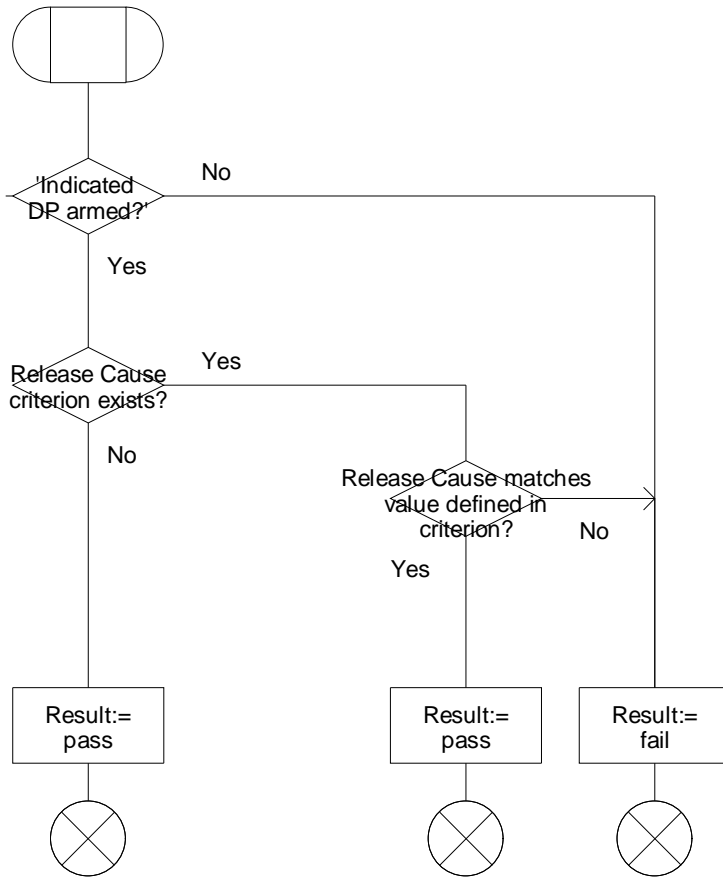 'Indicated
DP armed?'
No
Yes
Release Cause
criterion exists?
Yes
No
Release Cause matches
value defined in
criterion?
No
Yes
Result:=
pass
Result:=
pass
Result:=
fail